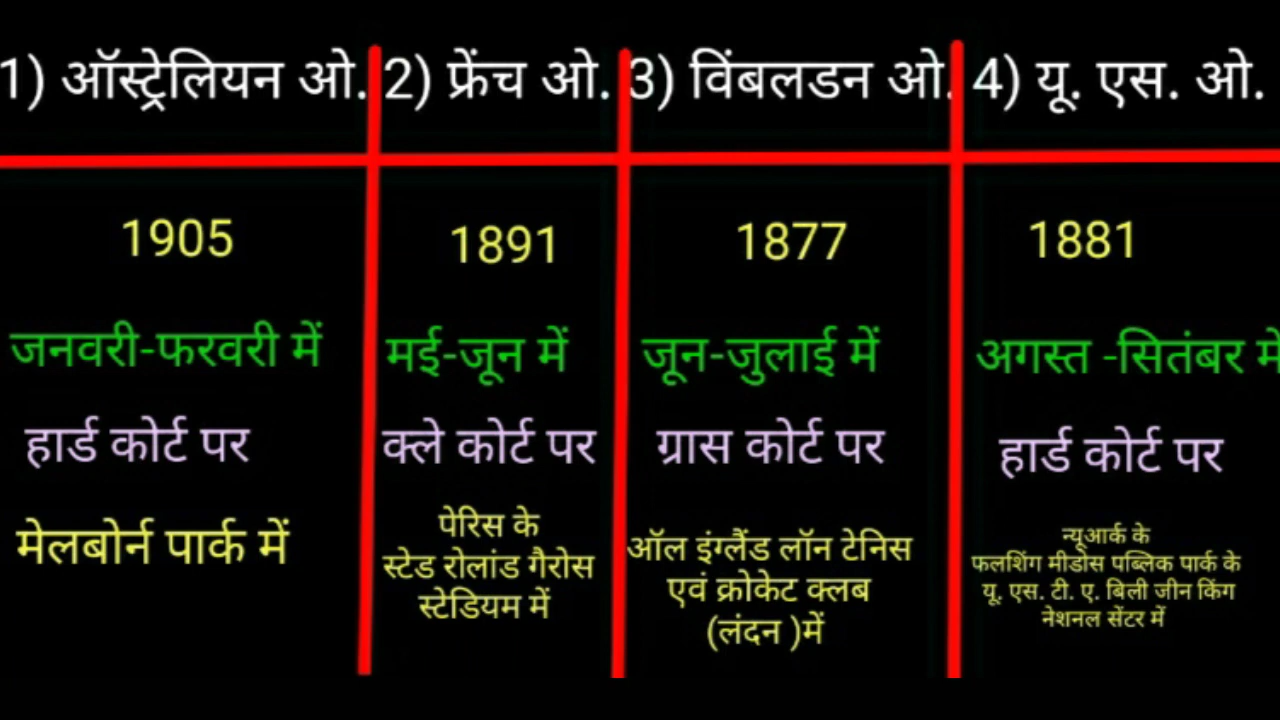 1) ऑस्ट्रेलियन ओ.
2) फ्रेंच ओ.
3) विंबलडन ओ.
4) यू. एस. ओ.
1905
जनवरी-फरवरी में
हार्ड कोर्ट पर
मेलबोर्न पार्क में
1891
मई-जून में
क्ले कोर्ट पर
पेरिस के
स्टेड रोलांड गैरोस
स्टेडियम में
1877
जून-जुलाई में
ग्रास कोर्ट पर
ऑल इंग्लैंड लॉन टेनिस
एवं क्रोकेट क्लब
(लंदन )में
1881
अगस्त -सितंबर में
हार्ड कोर्ट पर
न्यूआर्क के
फलशिंग मीडोस पब्लिक पार्क के
यू. एस. टी. ए. बिली जीन किंग
नेशनल सेंटर में